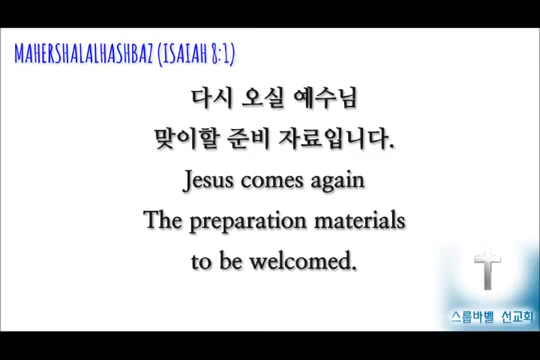 MAHERSHALALHASHBAZ (ISAIAH 8:1)
다시 오실 예수님
맞이할 준비 자료입니다.
Jesus comes again
The preparation materials
to be welcomed.
스룹바벨 선교회